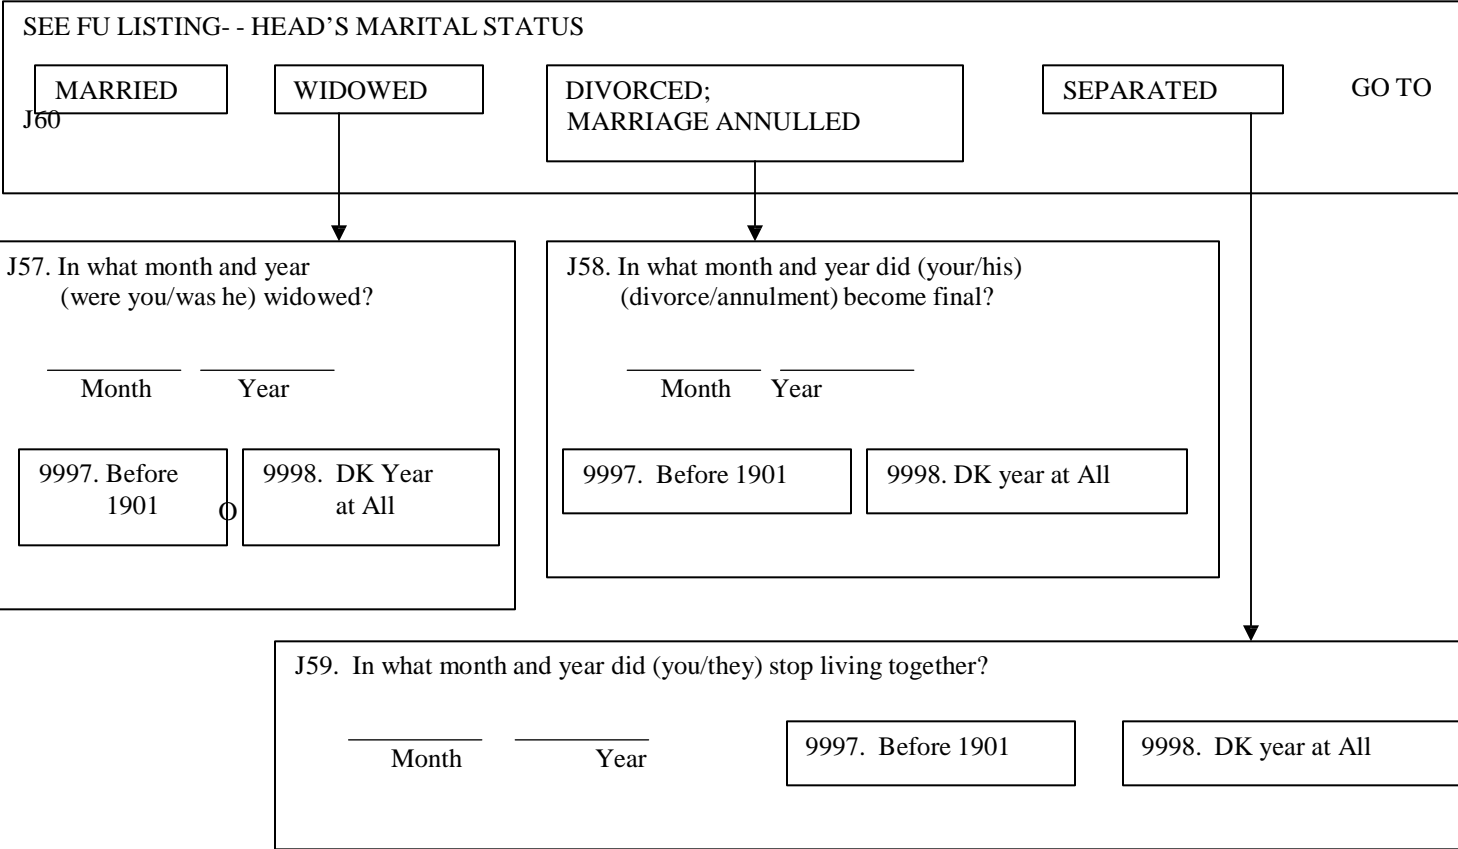 SEE FU LISTING- - HEAD'S MARITAL STATUS
MARRIED WIDOWED DIVORCED; SEPARATED GO TO
J60 MARRIAGE ANNULLED
J57. In what month and year
(were you/was he) widowed?
Month Year
9997. Before 9998. DK Year
1901 O at All
J58. In what month and year did (your/his)
(divorce/annulment) become final?
Month Year
9997. Before 1901 9998. DK year at All
J59. In what month and year did (you/they) stop living together?
Month Year 9997. Before 1901 9998. DK year at All